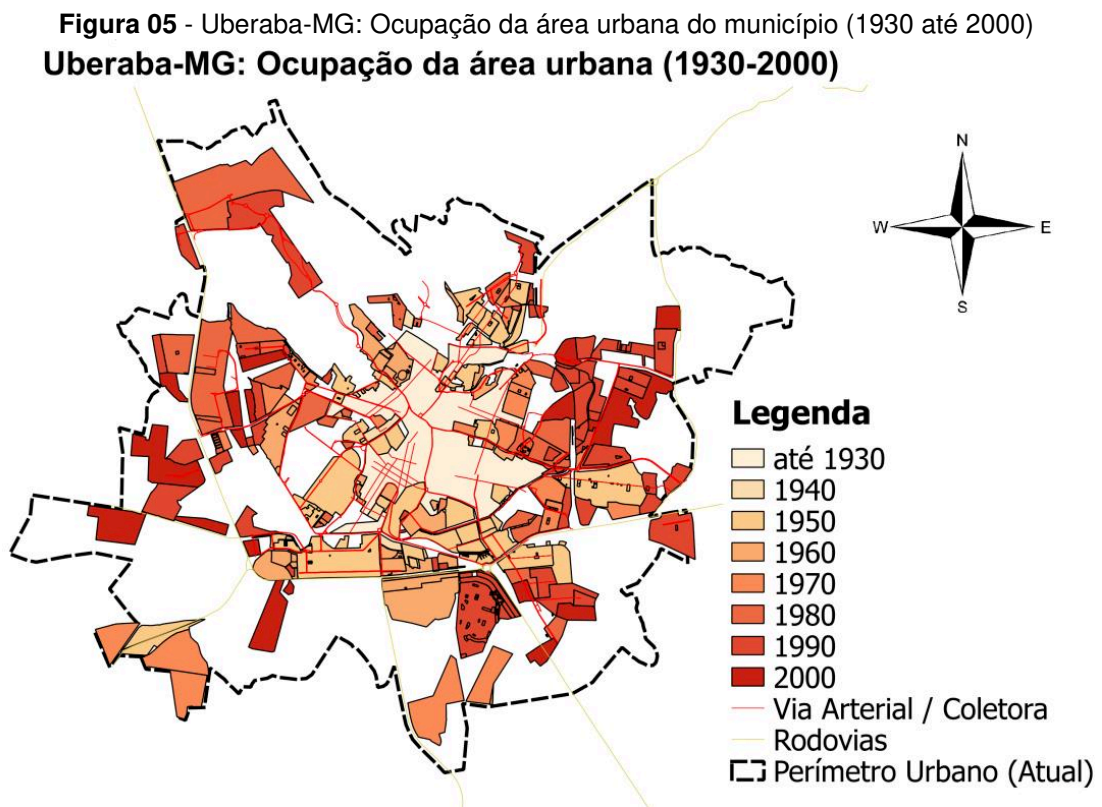 Figura 05 - Uberaba-MG: Ocupação da área urbana do município (1930 até 2000)
Uberaba-MG: Ocupação da área urbana (1930-2000)
N
W
E
S
Legenda
até 1930
1940
1950
1960
1970
1980
1990
2000
Via Arterial / Coletora
Rodovias
Perímetro Urbano (Atual)